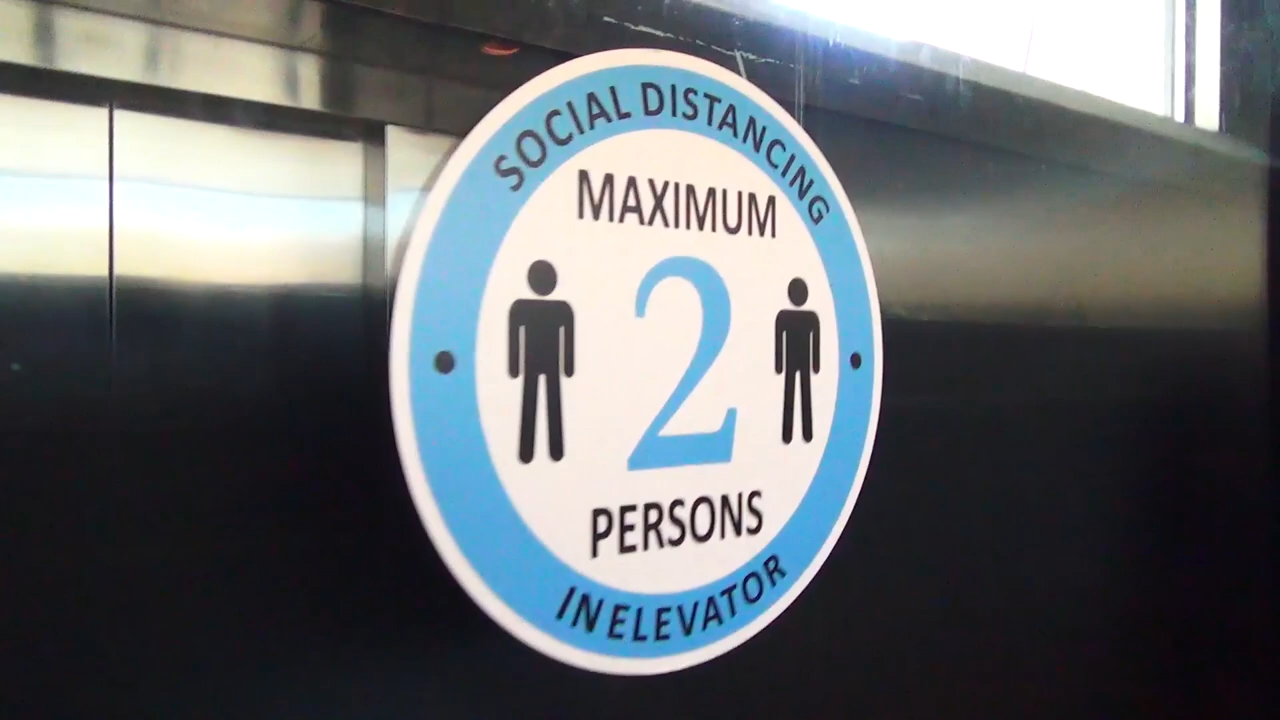 SOCIAL DISTANCING
MAXIMUM
2
PERSONS
IN ELEVATOR